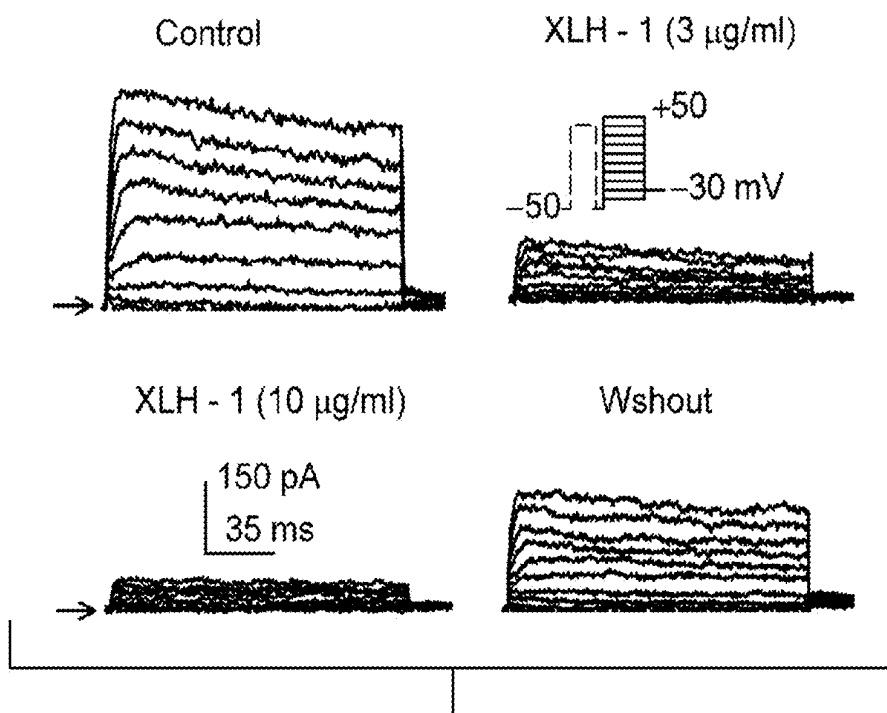 Control
XLH - 1 (3 μg/ml)
+50
−30 mV
−50
XLH - 1 (10 μg/ml)
Wshout
150 pA
35 ms